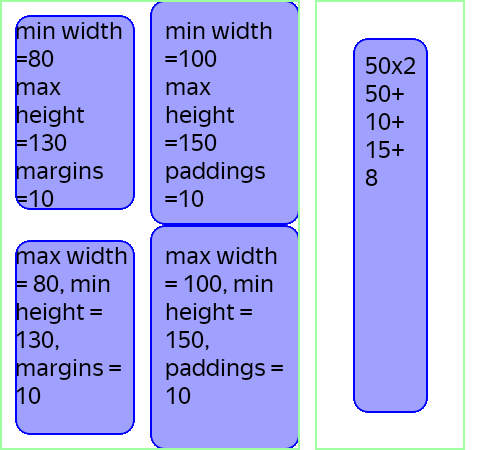 min width
=80
max
height
=130
margins
=10
min width
=100
max
height
=150
paddings
=10
max width
= 80, min
height =
130,
margins =
10
max width
= 100, min
height =
150,
paddings =
10
50x2
50+
10+
15+
8